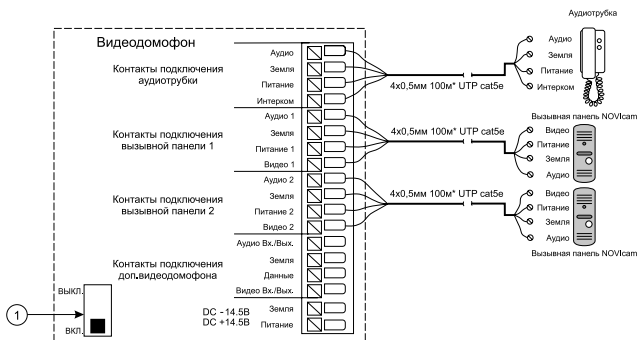 Видеодомофон
Контакты подключения
аудиотрубки
Аудио
Земля
Питание
Интерком
Контакты подключения
вызывной панели 1
Аудио 1
Земля
Питание 1
Видео 1
Контакты подключения
вызывной панели 2
Аудио 2
Земля
Питание 2
Видео 2
Контакты подключения
доп.видеодомофона
Аудио Вх./Вых.
Земля
Данные
Видео Вх./Вых.
DC -14.5В Земля
DC +14.5В Питание
ВЫКЛ.
ВКЛ.
1
4х0,5мм 100м* UTP cat5e
4х0,5мм 100м* UTP cat5e
4х0,5мм 100м* UTP cat5e
Аудиотрубка
Аудио
Земля
Питание
Интерком
Вызывная панель NOVIcam
Видео
Питание
Земля
Аудио
Видео
Питание
Земля
Аудио
Вызывная панель NOVIcam